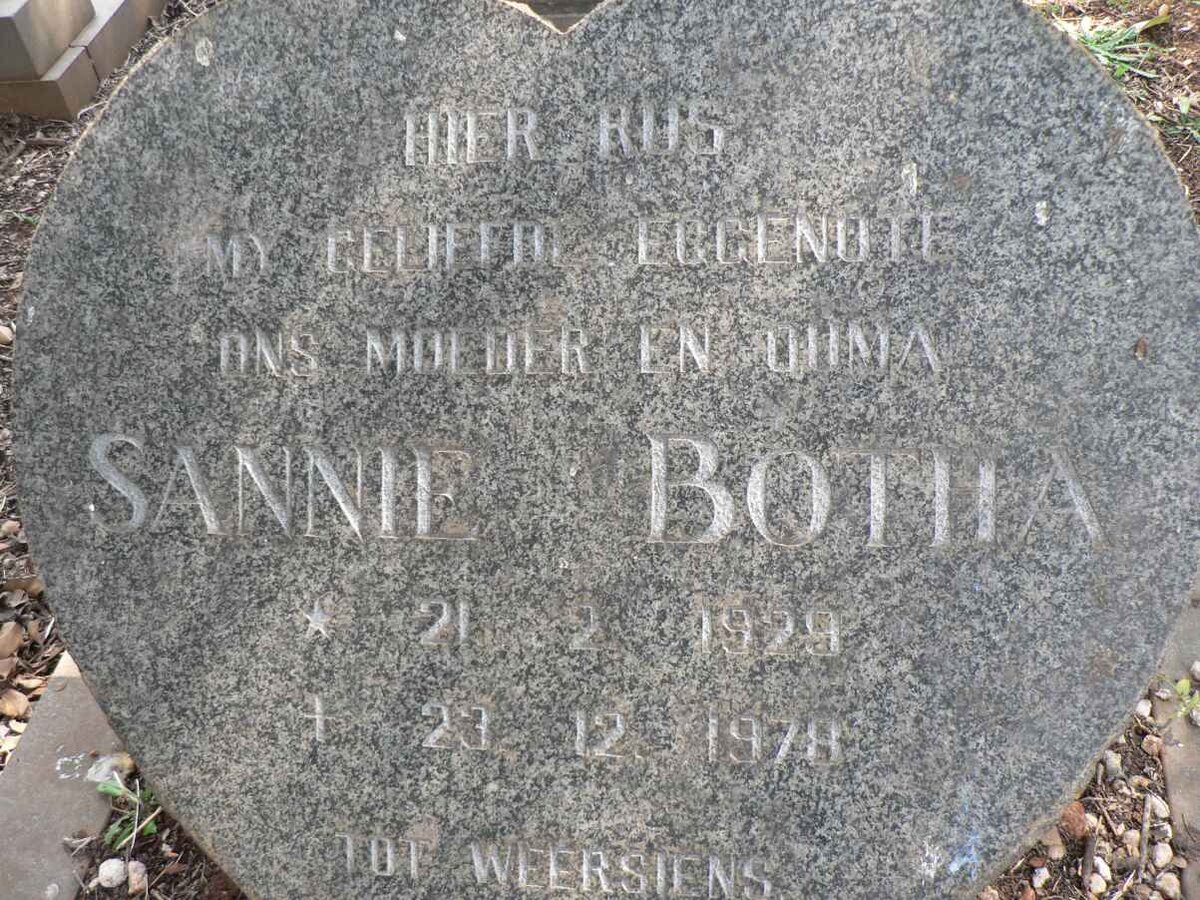 HIER RUS
MY GELIEFDE EGGENOTE
ONS MOEDER EN OUMA
SANNIE BOTHA
* 21. 2. 1929
† 23. 12. 1978
TOT WEERSIENS